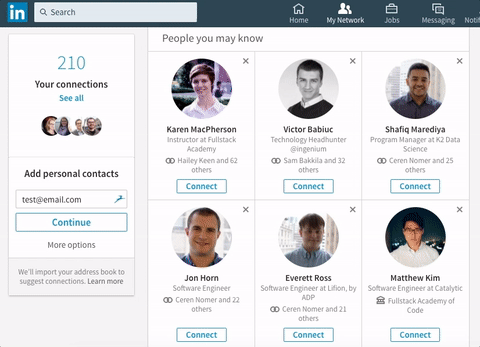 in Search
Home My Network Jobs Messaging Notifi
210
Your connections
See all
Add personal contacts
test@email.com
Continue
More options
We'll import your address book to
suggest connections. Learn more
People you may know
Karen MacPherson
Instructor at Fullstack
Academy
Hailey Keen and 62
others
Connect
Victor Babiuc
Technology Headhunter
@ingenium
Sam Bakkila and 32
others
Connect
Shafiq Marediya
Program Manager at K2 Data
Science
Ceren Nomer and 25
others
Connect
Jon Horn
Software Engineer
Ceren Nomer and 22
others
Connect
Everett Ross
Software Engineer at Lifion, by
ADP
Ceren Nomer and 21
others
Connect
Matthew Kim
Software Engineer at Catalytic
Fullstack Academy of
Code
Connect